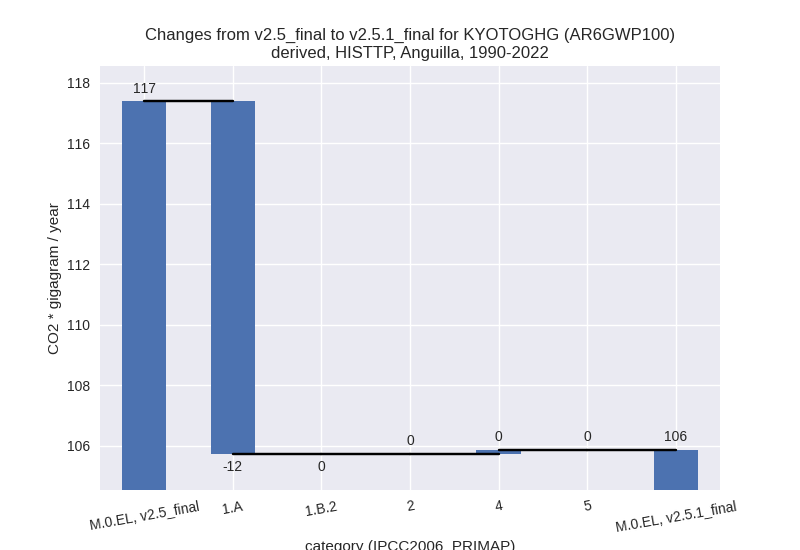 Changes from v2.5_final to v2.5.1_final for KYOTOGHG (AR6GWP100)
derived, HISTTP, Anguilla, 1990-2022
118
116
114
112
110
108
106
CO2 * gigagram / year
117
-12
0
0
0
0
106
M.0.EL, v2.5_final
1.A
1.B.2
2
4
5
M.0.EL, v2.5.1_final
category (IPCC2006_PRIMAP)